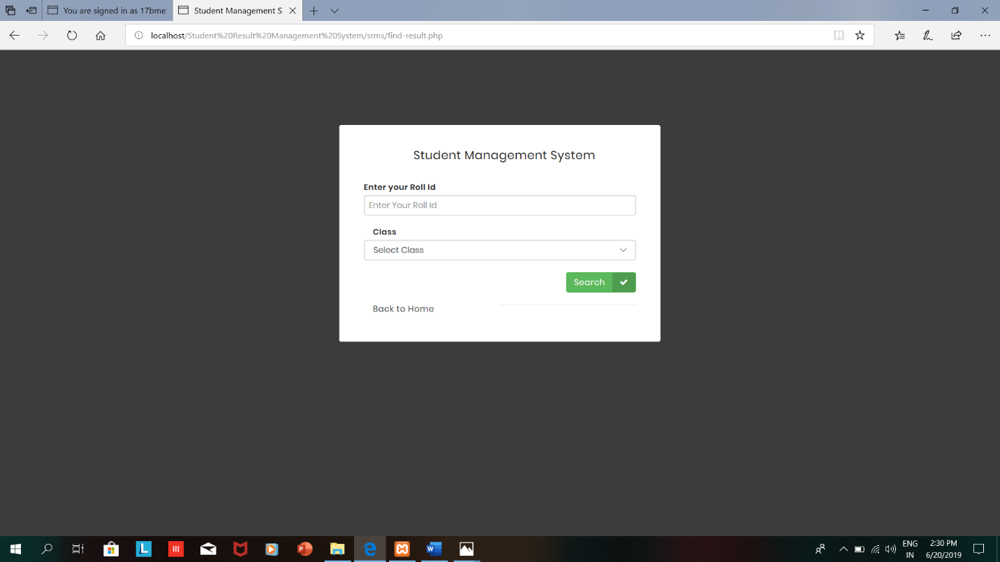 You are signed in as 17bme
Student Management S
localhost/Student%20Result%20Management%20System/srms/find-result.php
Student Management System
Enter your Roll Id
Enter Your Roll Id
Class
Select Class
Search
Back to Home
ENG
IN
2:30 PM
6/20/2019